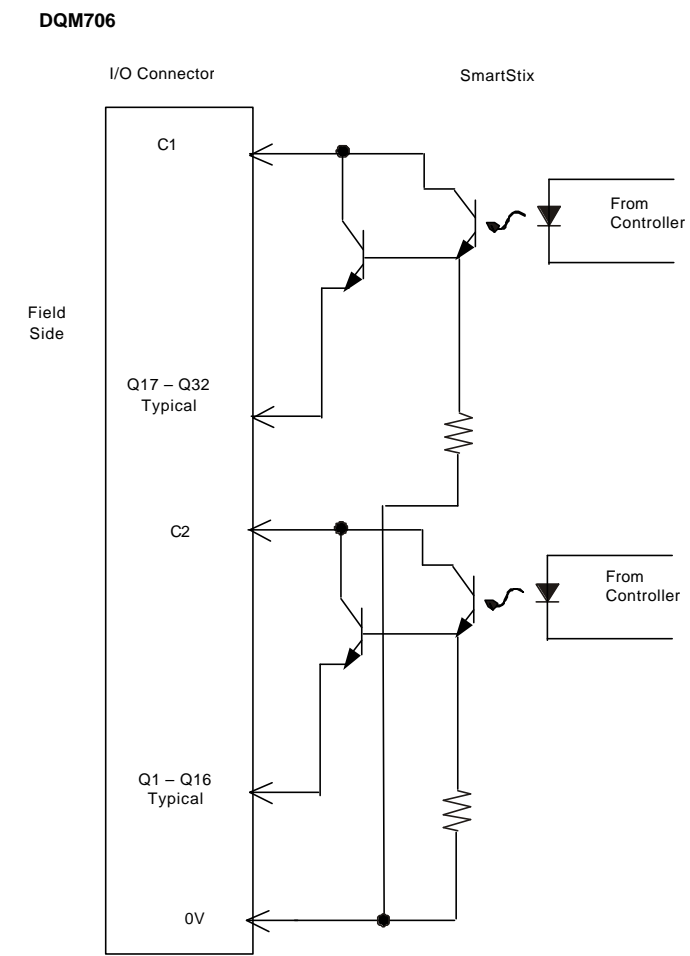 DQM706
I/O Connector
SmartStix
C1
From
Controller
Field
Side
Q17 – Q32
Typical
C2
From
Controller
Q1 – Q16
Typical
0V